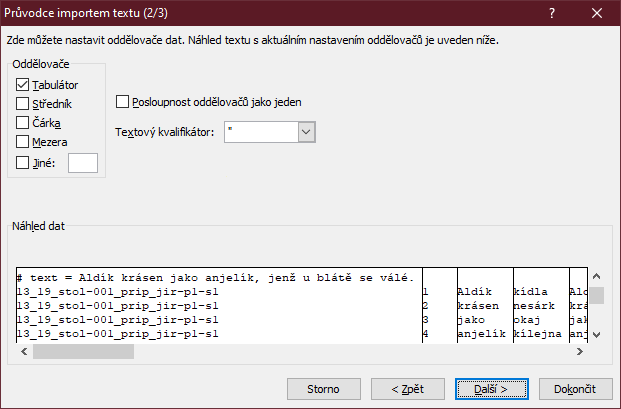 Průvodce importem textu (2/3)
Zde můžete nastavit oddělovače dat. Náhled textu s aktuálním nastavením oddělovačů je uveden níže.
Oddělovače
Tabulátor
Středník
Čárka
Mezera
Jiné:
Posloupnost oddělovačů jako jeden
Textový kvalifikátor: "
Náhled dat
# text = Aldík krásen jako anjelík, jenž u blátě se válé.
13_19_stol-001_prip_jir-p1-s1 1 Aldík kídla Ald
13_19_stol-001_prip_jir-p1-s1 2 krásen nesárk krá
13_19_stol-001_prip_jir-p1-s1 3 jako okaj jak
13_19_stol-001_prip_jir-p1-s1 4 anjelík kílejna anj
Storno < Zpět Další > Dokončit